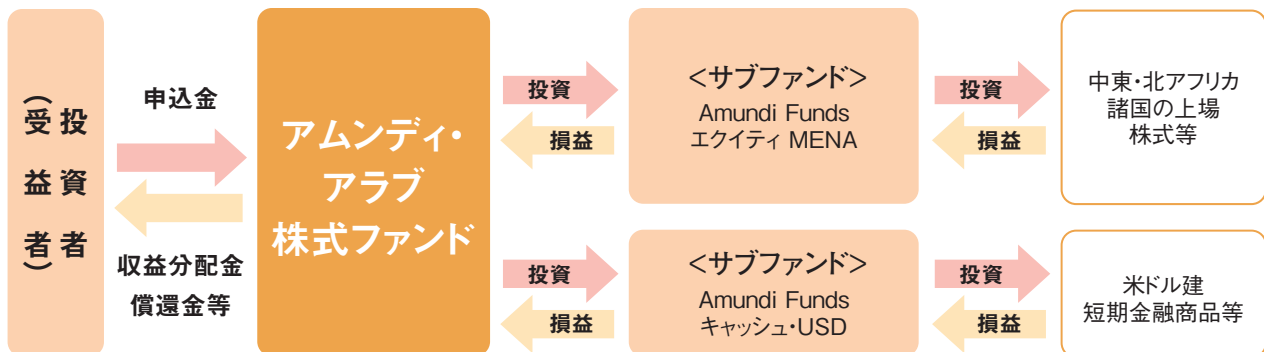 投資者
(受益者)
申込金
収益分配金
償還金等
アムンディ・
アラブ
株式ファンド
投資
損益
<サブファンド>
Amundi Funds
エクイティ MENA
投資
損益
中東・北アフリカ
諸国の上場
株式等
投資
損益
<サブファンド>
Amundi Funds
キャッシュ・USD
投資
損益
米ドル建
短期金融商品等